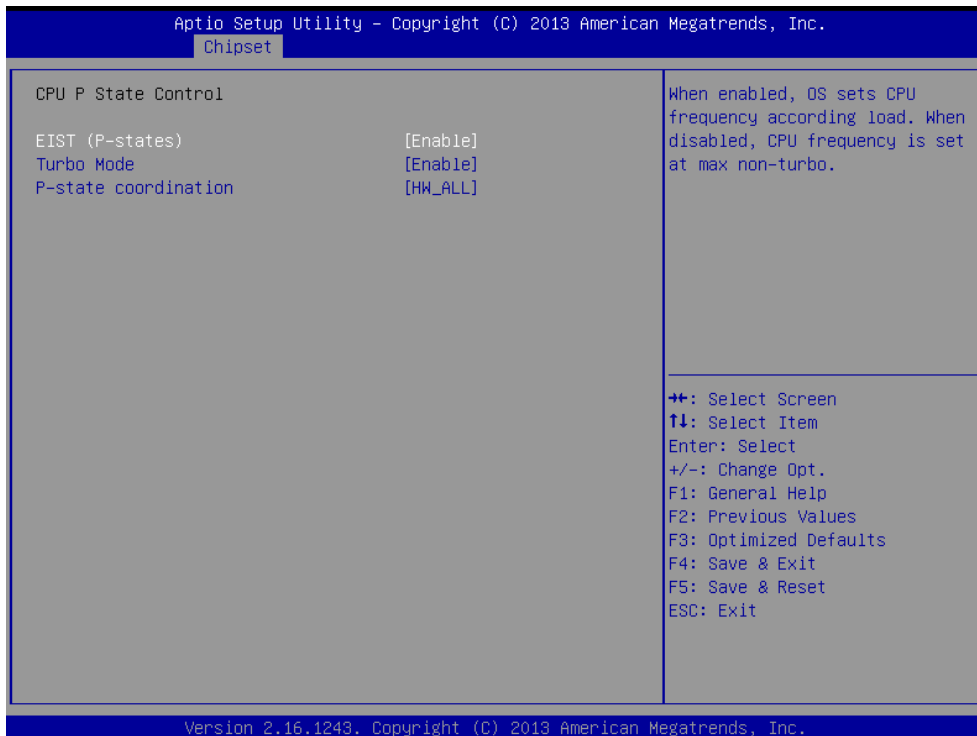 Aptio Setup Utility – Copyright (C) 2013 American Megatrends, Inc.
Chipset
CPU P State Control
EIST (P-states) [Enable]
Turbo Mode [Enable]
P-state coordination [HW_ALL]
When enabled, OS sets CPU
frequency according load. When
disabled, CPU frequency is set
at max non-turbo.
→←: Select Screen
↑↓: Select Item
Enter: Select
+/-: Change Opt.
F1: General Help
F2: Previous Values
F3: Optimized Defaults
F4: Save & Exit
F5: Save & Reset
ESC: Exit
Version 2.16.1243. Copyright (C) 2013 American Megatrends, Inc.